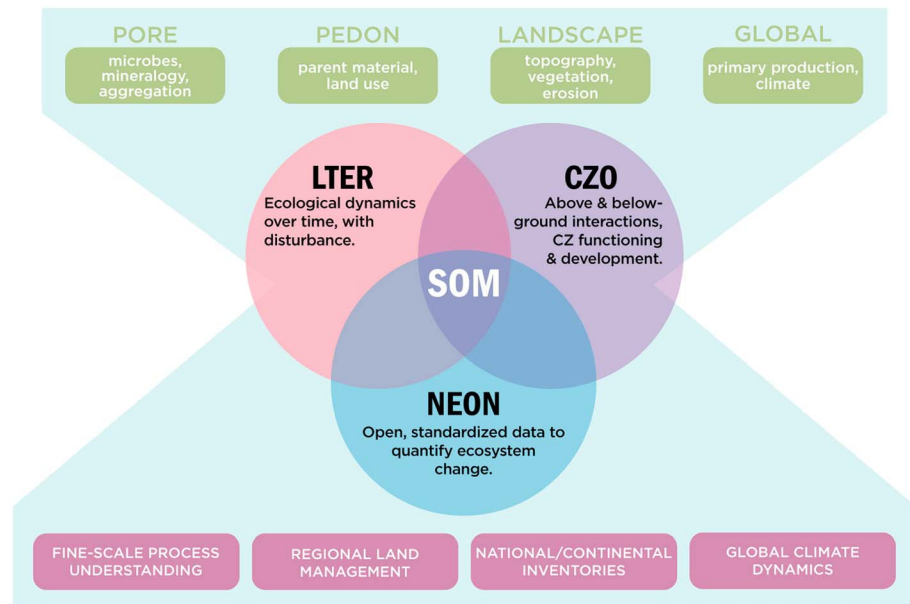 PORE
microbes,
mineralogy,
aggregation
PEDON
parent material,
land use
LANDSCAPE
topography,
vegetation,
erosion
GLOBAL
primary production,
climate
LTER
Ecological dynamics
over time, with
disturbance.
CZO
Above & below-
ground interactions,
CZ functioning
& development.
SOM
NEON
Open, standardized data to
quantify ecosystem
change.
FINE-SCALE PROCESS
UNDERSTANDING
REGIONAL LAND
MANAGEMENT
NATIONAL/CONTINENTAL
INVENTORIES
GLOBAL CLIMATE
DYNAMICS